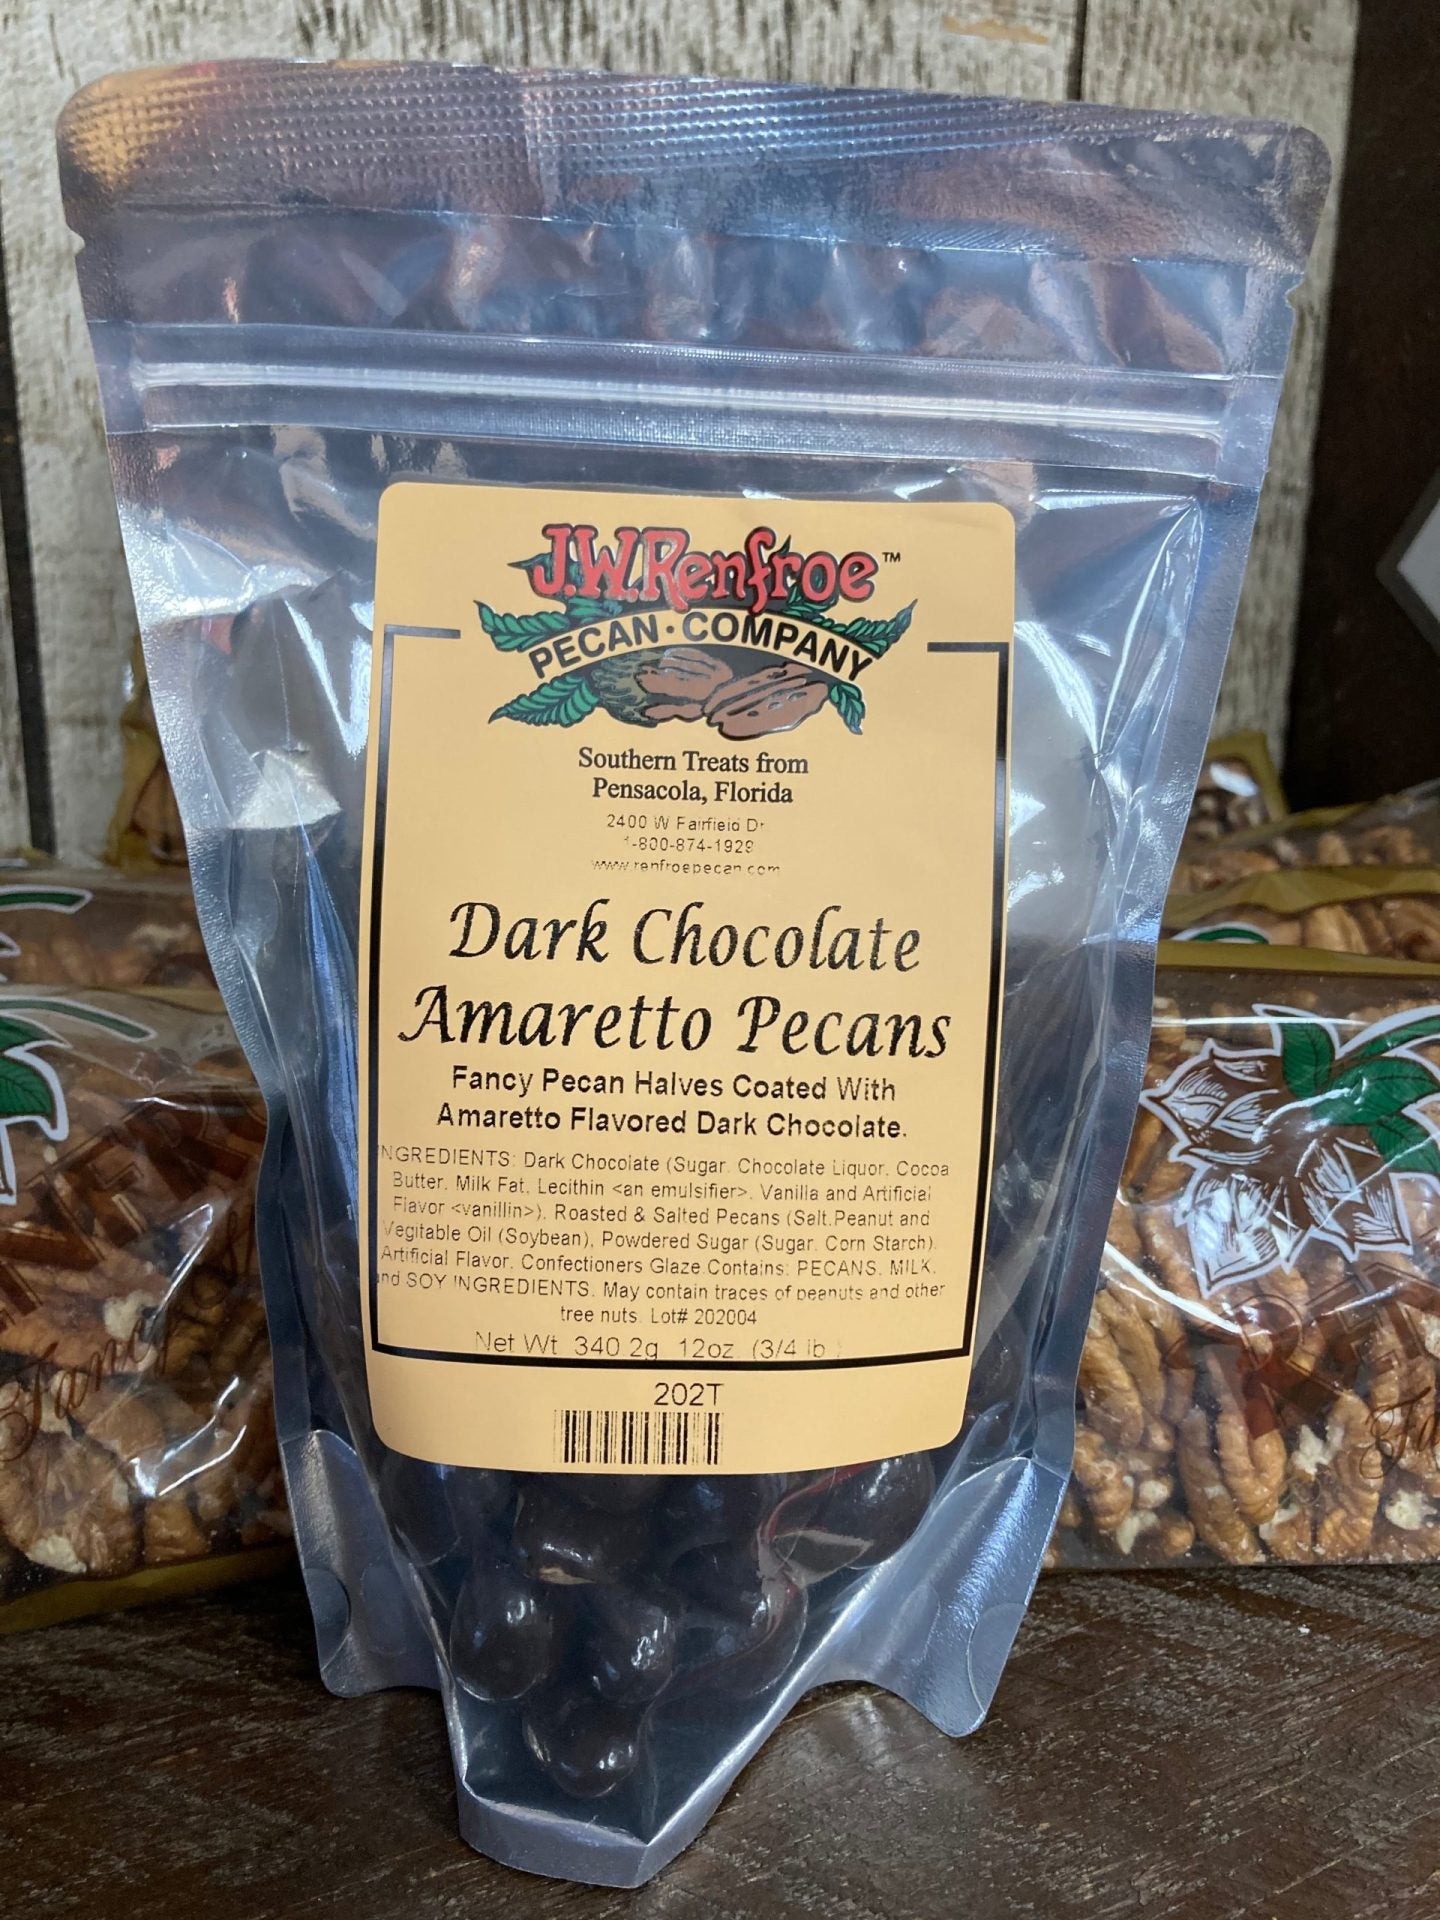 J.W.Renfroe™
PECAN·COMPANY
Southern Treats from
Pensacola, Florida
2400 W Fairfield Dr
1-800-874-1929
www.renfroepecan.com
Dark Chocolate
Amaretto Pecans
Fancy Pecan Halves Coated With
Amaretto Flavored Dark Chocolate.
INGREDIENTS: Dark Chocolate (Sugar, Chocolate Liquor, Cocoa
Butter, Milk Fat, Lecithin <an emulsifier>, Vanilla and Artificial
Flavor <vanillin>), Roasted & Salted Pecans (Salt,Peanut and
Vegitable Oil (Soybean), Powdered Sugar (Sugar, Corn Starch),
Artificial Flavor, Confectioners Glaze Contains: PECANS, MILK,
and SOY INGREDIENTS. May contain traces of peanuts and other
tree nuts. Lot# 202004
Net Wt 340.2g 12oz. (3/4 lb.)
202T